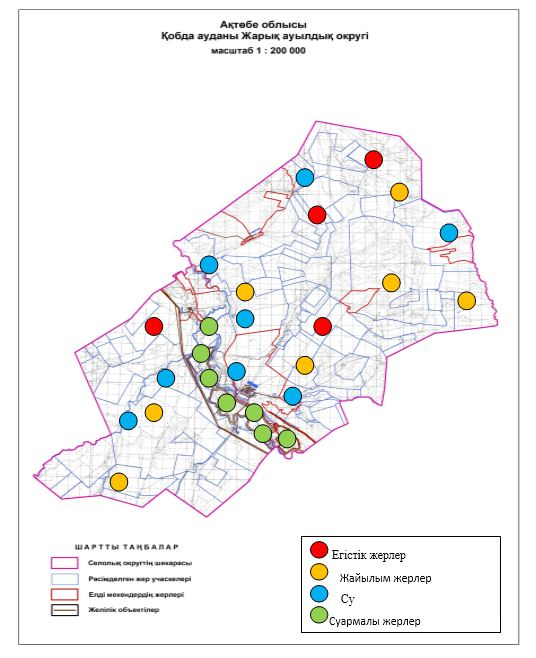 Ақтөбе облысы
Қобда ауданы Жарық ауылдық округі
масштаб 1 : 200 000
ШАРТТЫ ТАҢБАЛАР
Селолық округтің шекарасы
Рәсімделген жер учаскелері
Елді мекендердің жерлері
Желілік объектілер
Егістік жерлер
Жайылым жерлер
Су
Суармалы жерлер